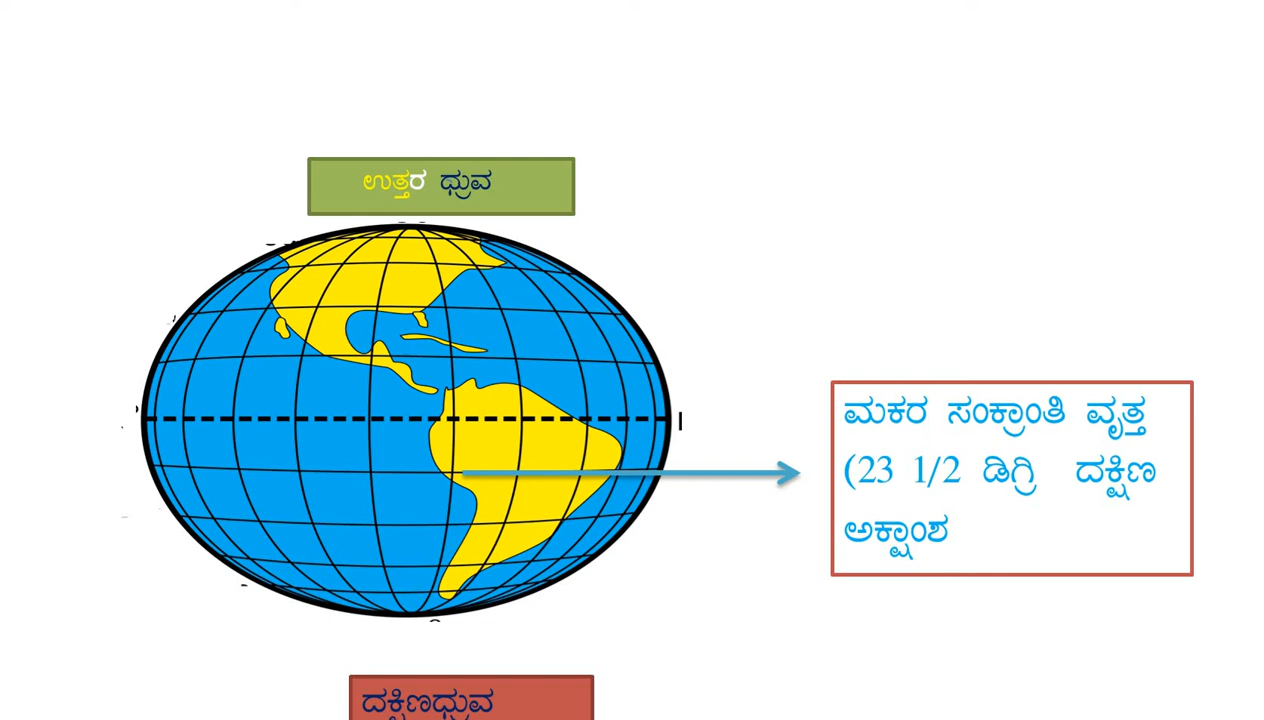 ಉತ್ತರ ಧ್ರುವ
ಮಕರ ಸಂಕ್ರಾಂತಿ ವೃತ್ತ
(23 1/2 ಡಿಗ್ರಿ ದಕ್ಷಿಣ
ಅಕ್ಷಾಂಶ
ದಕ್ಷಿಣಧ್ರುವ